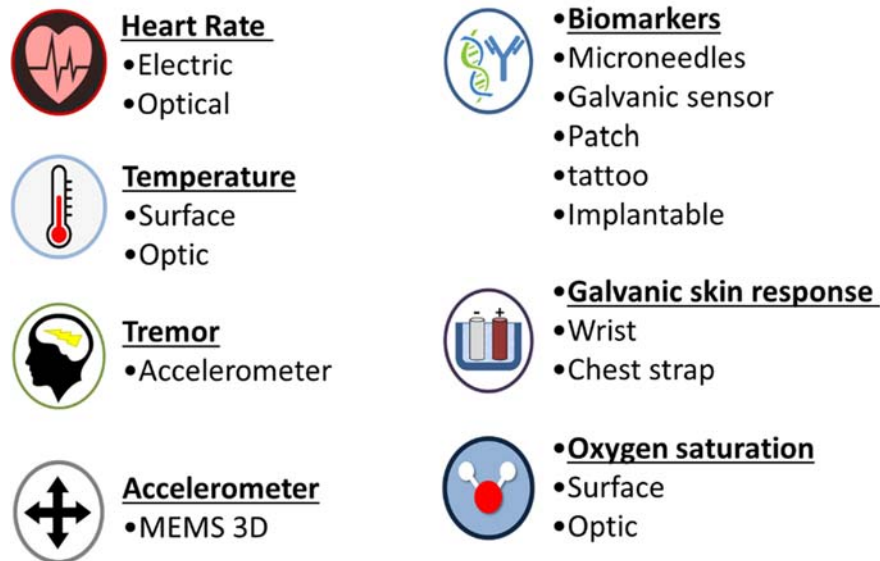 Heart Rate
•Electric
•Optical
Temperature
•Surface
•Optic
Tremor
•Accelerometer
Accelerometer
•MEMS 3D
•Biomarkers
•Microneedles
•Galvanic sensor
•Patch
•tattoo
•Implantable
- +
•Galvanic skin response
•Wrist
•Chest strap
•Oxygen saturation
•Surface
•Optic